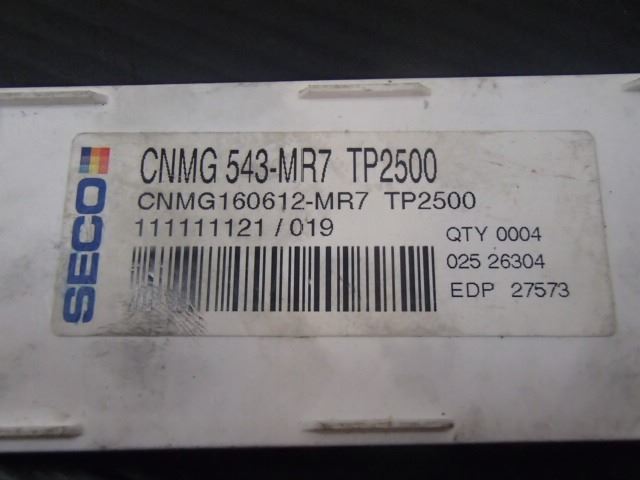 SECO
CNMG 543-MR7 TP2500
CNMG160612-MR7 TP2500
111111121 / 019
QTY 0004
025 26304
EDP 27573